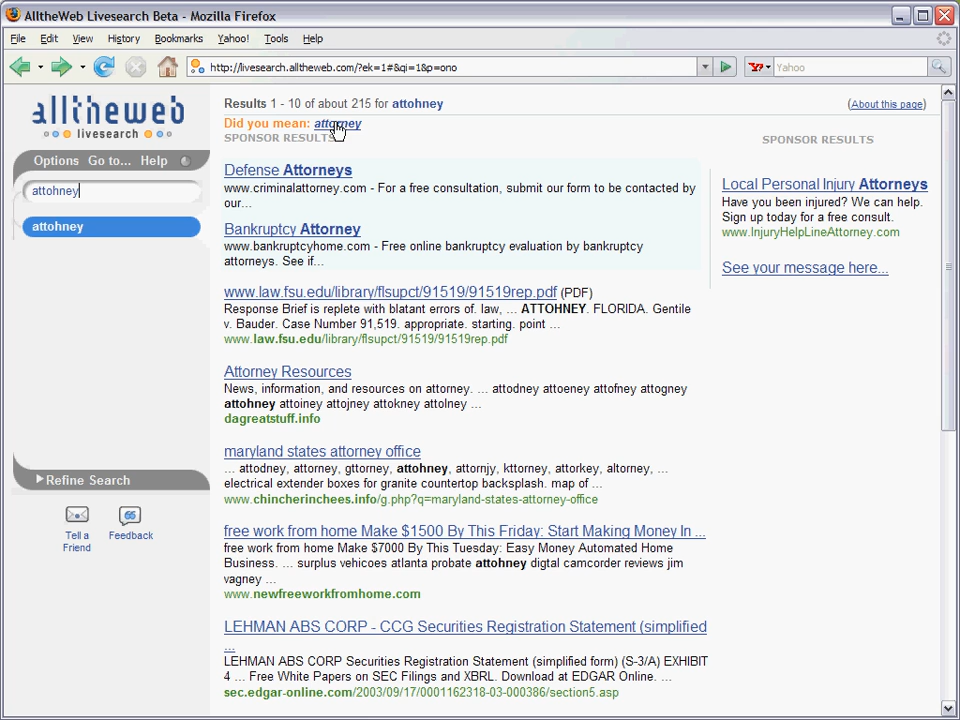 AlltheWeb Livesearch Beta - Mozilla Firefox
File Edit View History Bookmarks Yahoo! Tools Help
http://livesearch.alltheweb.com/?ek=1#&qi=1&p=ono
Y! Yahoo
alltheweb
livesearch
Options Go to... Help
attohney
attohney
Refine Search
Tell a
Friend
Feedback
Results 1 - 10 of about 215 for attohney
(About this page)
Did you mean: attorney
SPONSOR RESULTS
Defense Attorneys
www.criminalattorney.com - For a free consultation, submit our form to be contacted by
our...
Bankruptcy Attorney
www.bankruptcyhome.com - Free online bankruptcy evaluation by bankruptcy
attorneys. See if...
www.law.fsu.edu/library/flsupct/91519/91519rep.pdf (PDF)
Response Brief is replete with blatant errors of. law, ... ATTOHNEY. FLORIDA. Gentile
v. Bauder. Case Number 91,519. appropriate. starting. point ...
www.law.fsu.edu/library/flsupct/91519/91519rep.pdf
Attorney Resources
News, information, and resources on attorney. ... attodney attoeney attofney attogney
attohney attoiney attojney attokney attolney ...
dagreatstuff.info
maryland states attorney office
... attodney, attorney, gttorney, attohney, attornjy, kttorney, attorkey, altorney, ...
electrical extender boxes for granite countertop backsplash. map of ...
www.chincherinchees.info/g.php?q=maryland-states-attorney-office
free work from home Make $1500 By This Friday: Start Making Money In ...
free work from home Make $7000 By This Tuesday: Easy Money Automated Home
Business. ... surplus vehicoes atlanta probate attohney digtal camcorder reviews jim
vagney ...
www.newfreeworkfromhome.com
LEHMAN ABS CORP - CCG Securities Registration Statement (simplified
...
LEHMAN ABS CORP Securities Registration Statement (simplified form) (S-3/A) EXHIBIT
4 ... Free White Papers on SEC Filings and XBRL. Download at EDGAR Online. ...
sec.edgar-online.com/2003/09/17/0001162318-03-000386/section5.asp
SPONSOR RESULTS
Local Personal Injury Attorneys
Have you been injured? We can help.
Sign up today for a free consult.
www.InjuryHelpLineAttorney.com
See your message here...